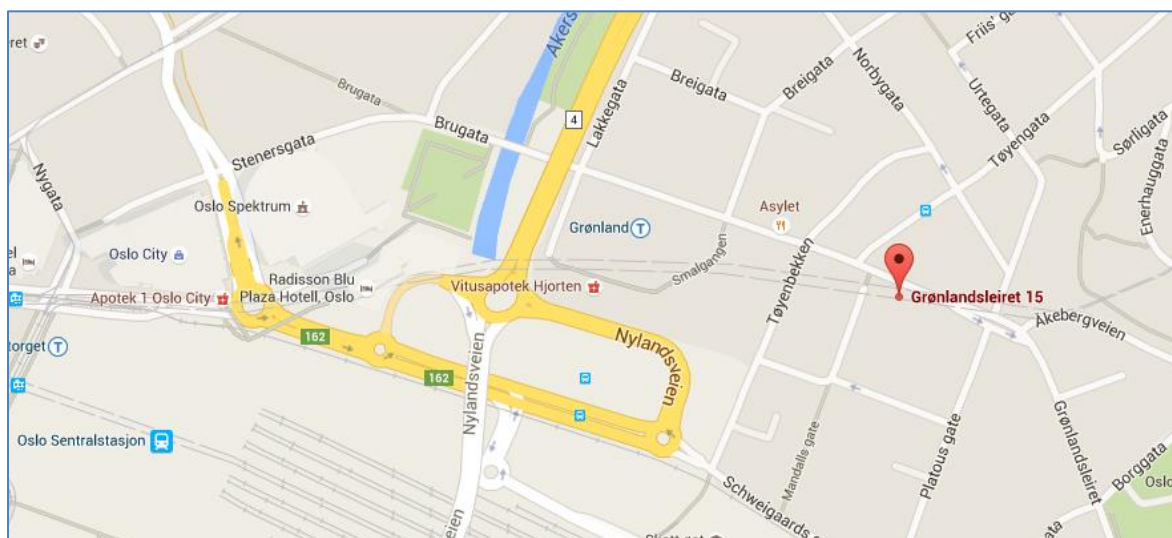 Friis' g
Akers
ret
Norbygata
Urtegata
Breigata
Breigata
Brugata
Lakkegata
4
Tøyengata
Brugata
Sørligata
Stenersgata
Enerhauggata
Nygata
Oslo Spektrum
Asylet
Grønland T
Oslo City
Smalgangen
Tøyenbekken
Radisson Blu
Plaza Hotell, Oslo
Vitusapotek Hjorten
Apotek 1 Oslo City
Grønlandsleiret 15
Åkebergveien
162
Nylandsveien
torget T
162
Nylandsveien
Oslo Sentralstasjon
Mandalls gate
Platous gate
Grønlandsleiret
Borggata
Schweigaards
Oslo